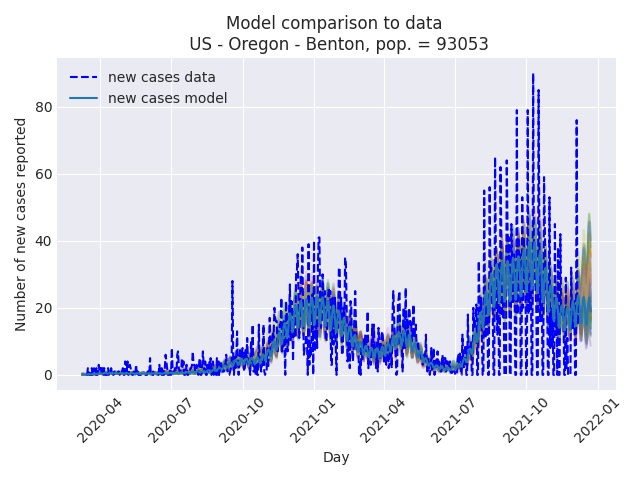 Model comparison to data
US - Oregon - Benton, pop. = 93053
new cases data
new cases model
Number of new cases reported
80
60
40
20
0
2020-04
2020-07
2020-10
2021-01
2021-04
2021-07
2021-10
2022-01
Day